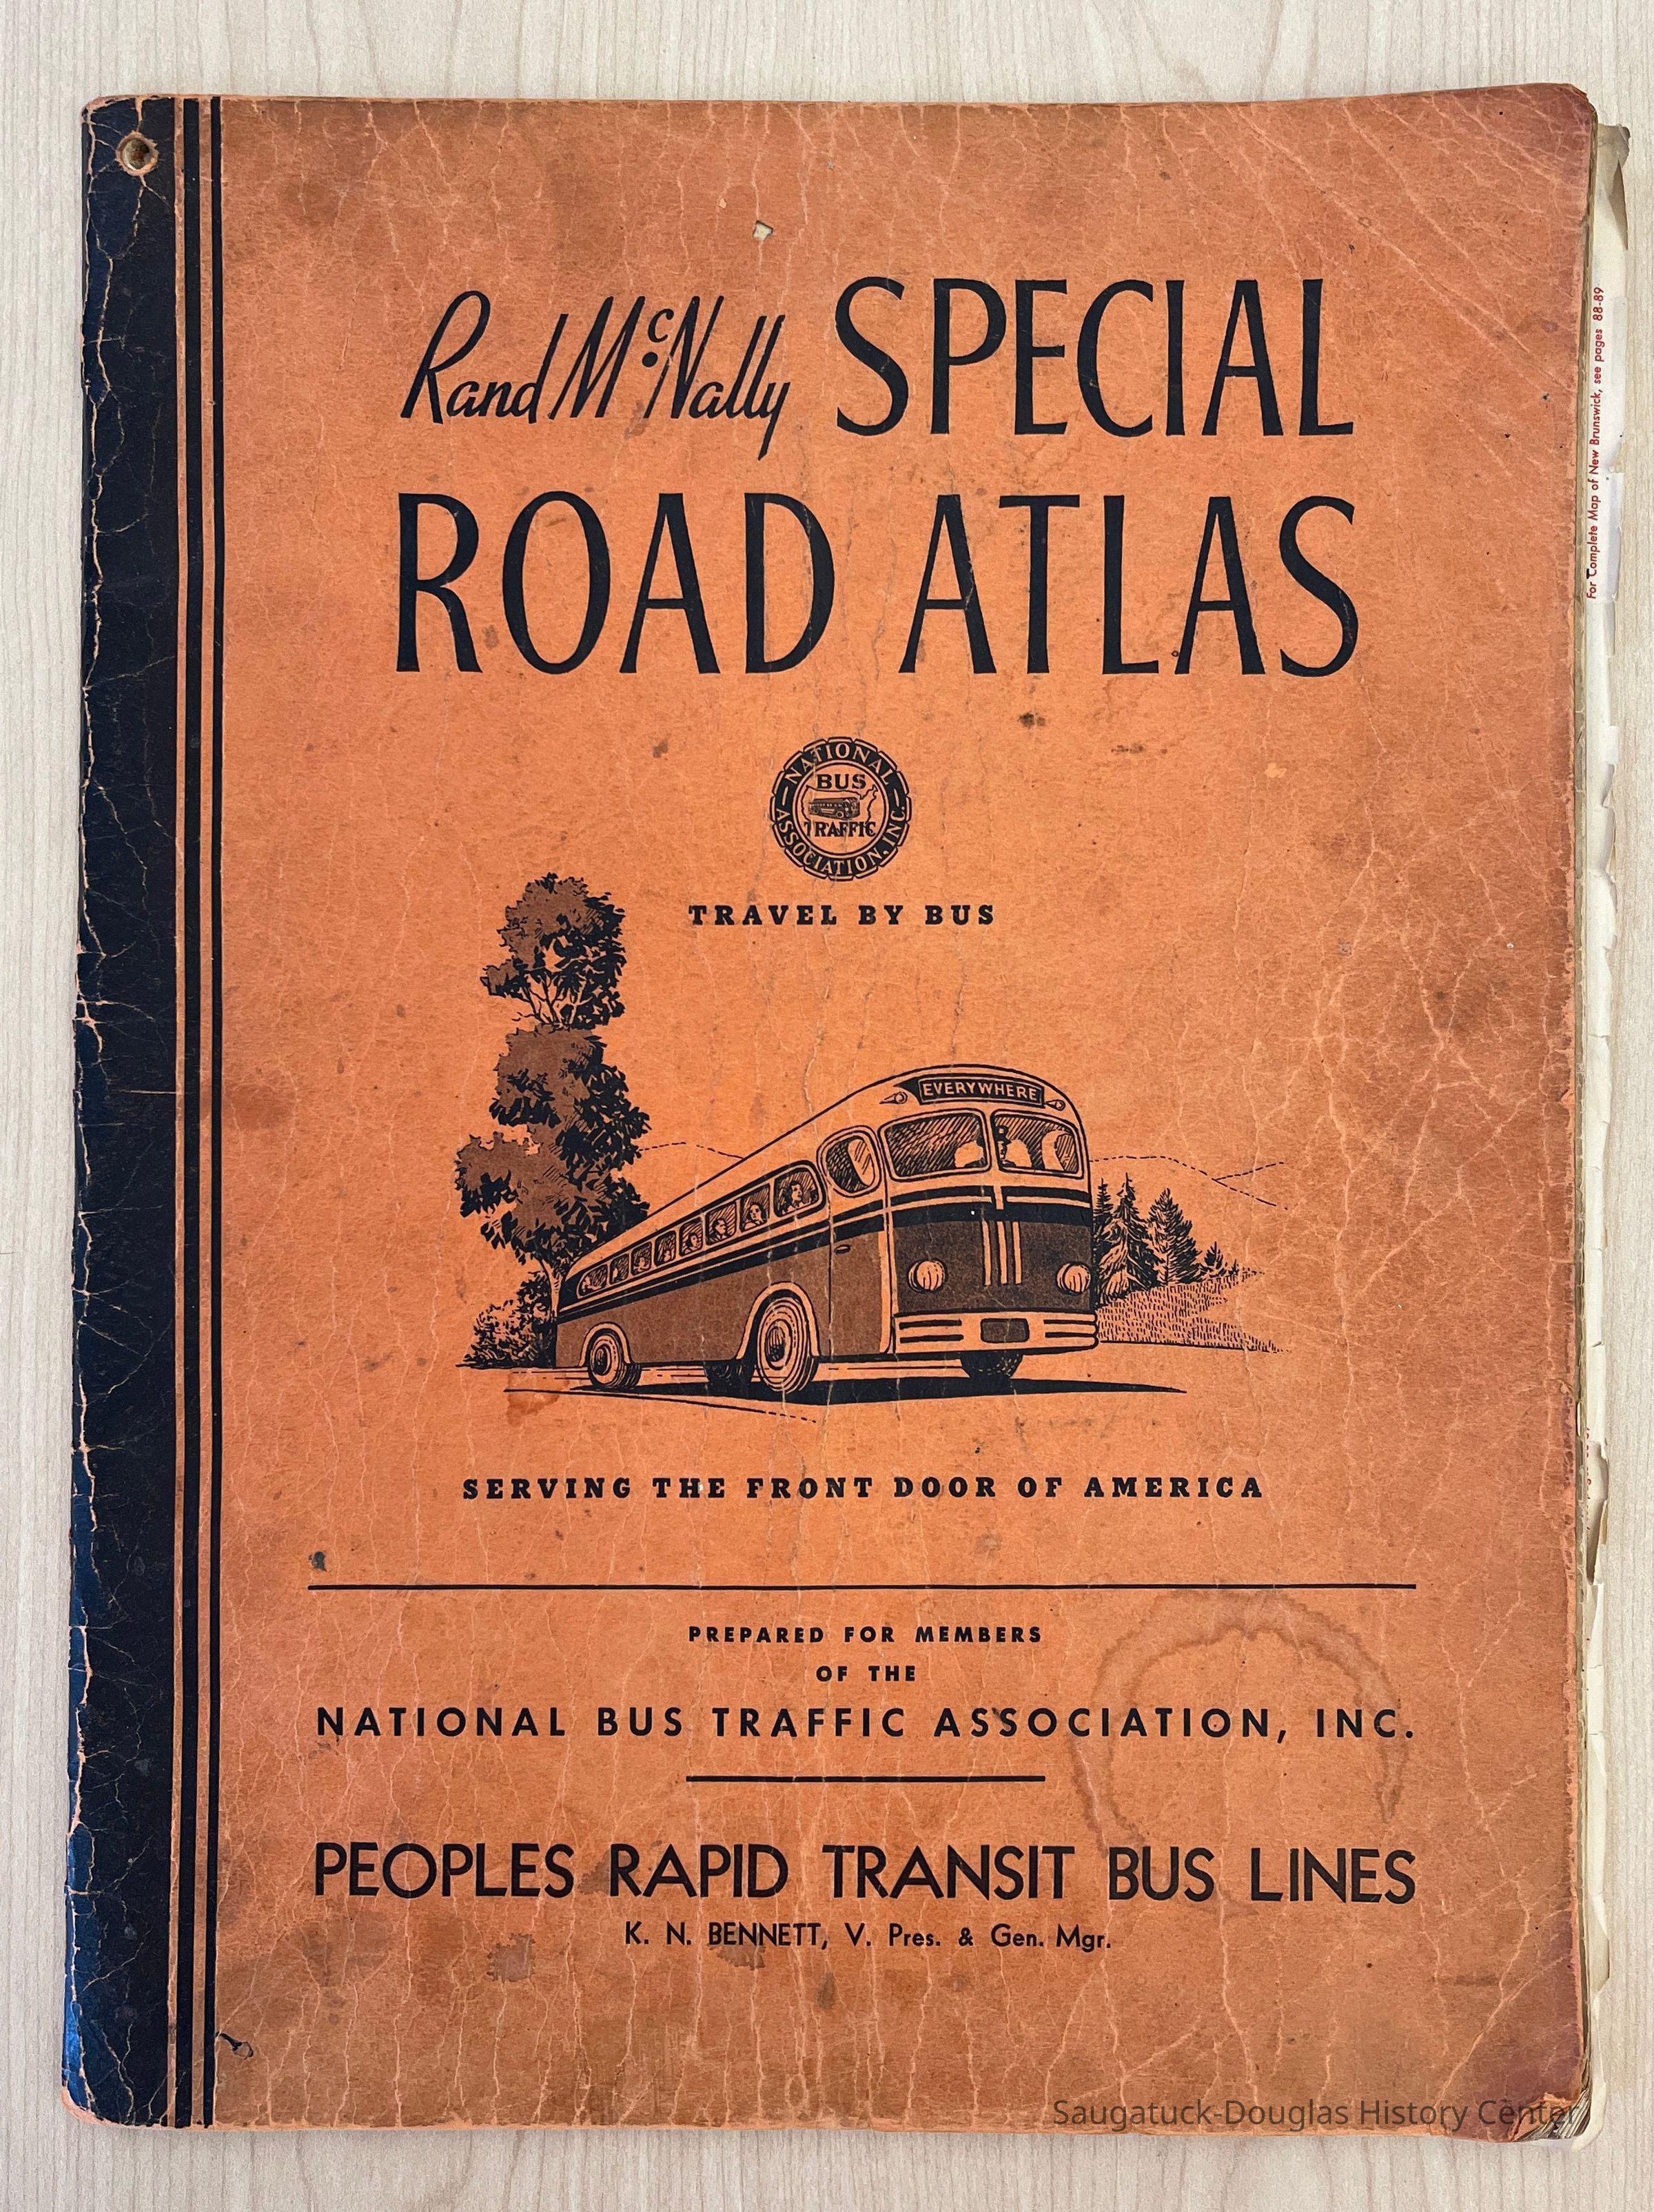 Rand McNally SPECIAL
ROAD ATLAS
NATIONAL
BUS
TRAFFIC
ASSOCIATION, INC.
TRAVEL BY BUS
EVERYWHERE
SERVING THE FRONT DOOR OF AMERICA
PREPARED FOR MEMBERS
OF THE
NATIONAL BUS TRAFFIC ASSOCIATION, INC.
PEOPLES RAPID TRANSIT BUS LINES
K. N. BENNETT, V. Pres. & Gen. Mgr.
For Complete Map of New Brunswick, see pages 88-89
Saugatuck-Douglas History Center